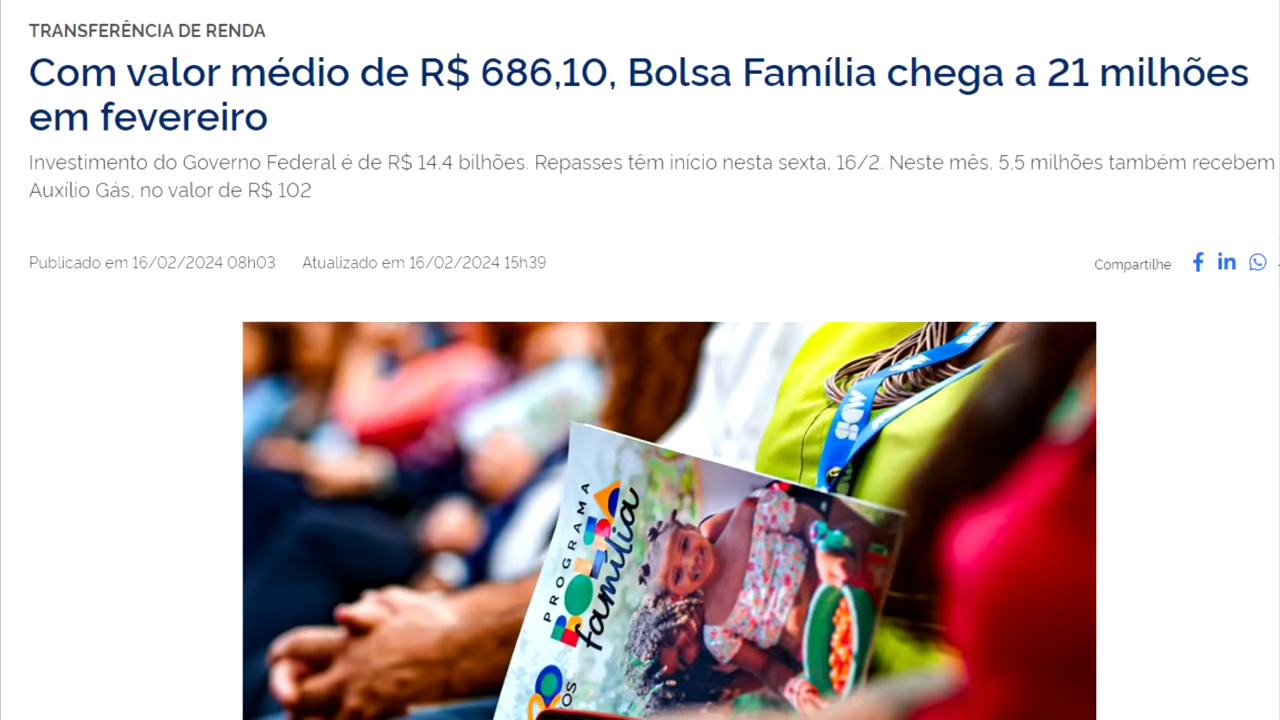 TRANSFERÊNCIA DE RENDA
Com valor médio de R$ 686,10, Bolsa Família chega a 21 milhões
em fevereiro
Investimento do Governo Federal é de R$ 14,4 bilhões. Repasses têm início nesta sexta, 16/2. Neste mês, 5,5 milhões também recebem
Auxílio Gás, no valor de R$ 102
Publicado em 16/02/2024 08h03 Atualizado em 16/02/2024 15h39
Compartilhe
PROGRAMA
BOLSA
família
OS